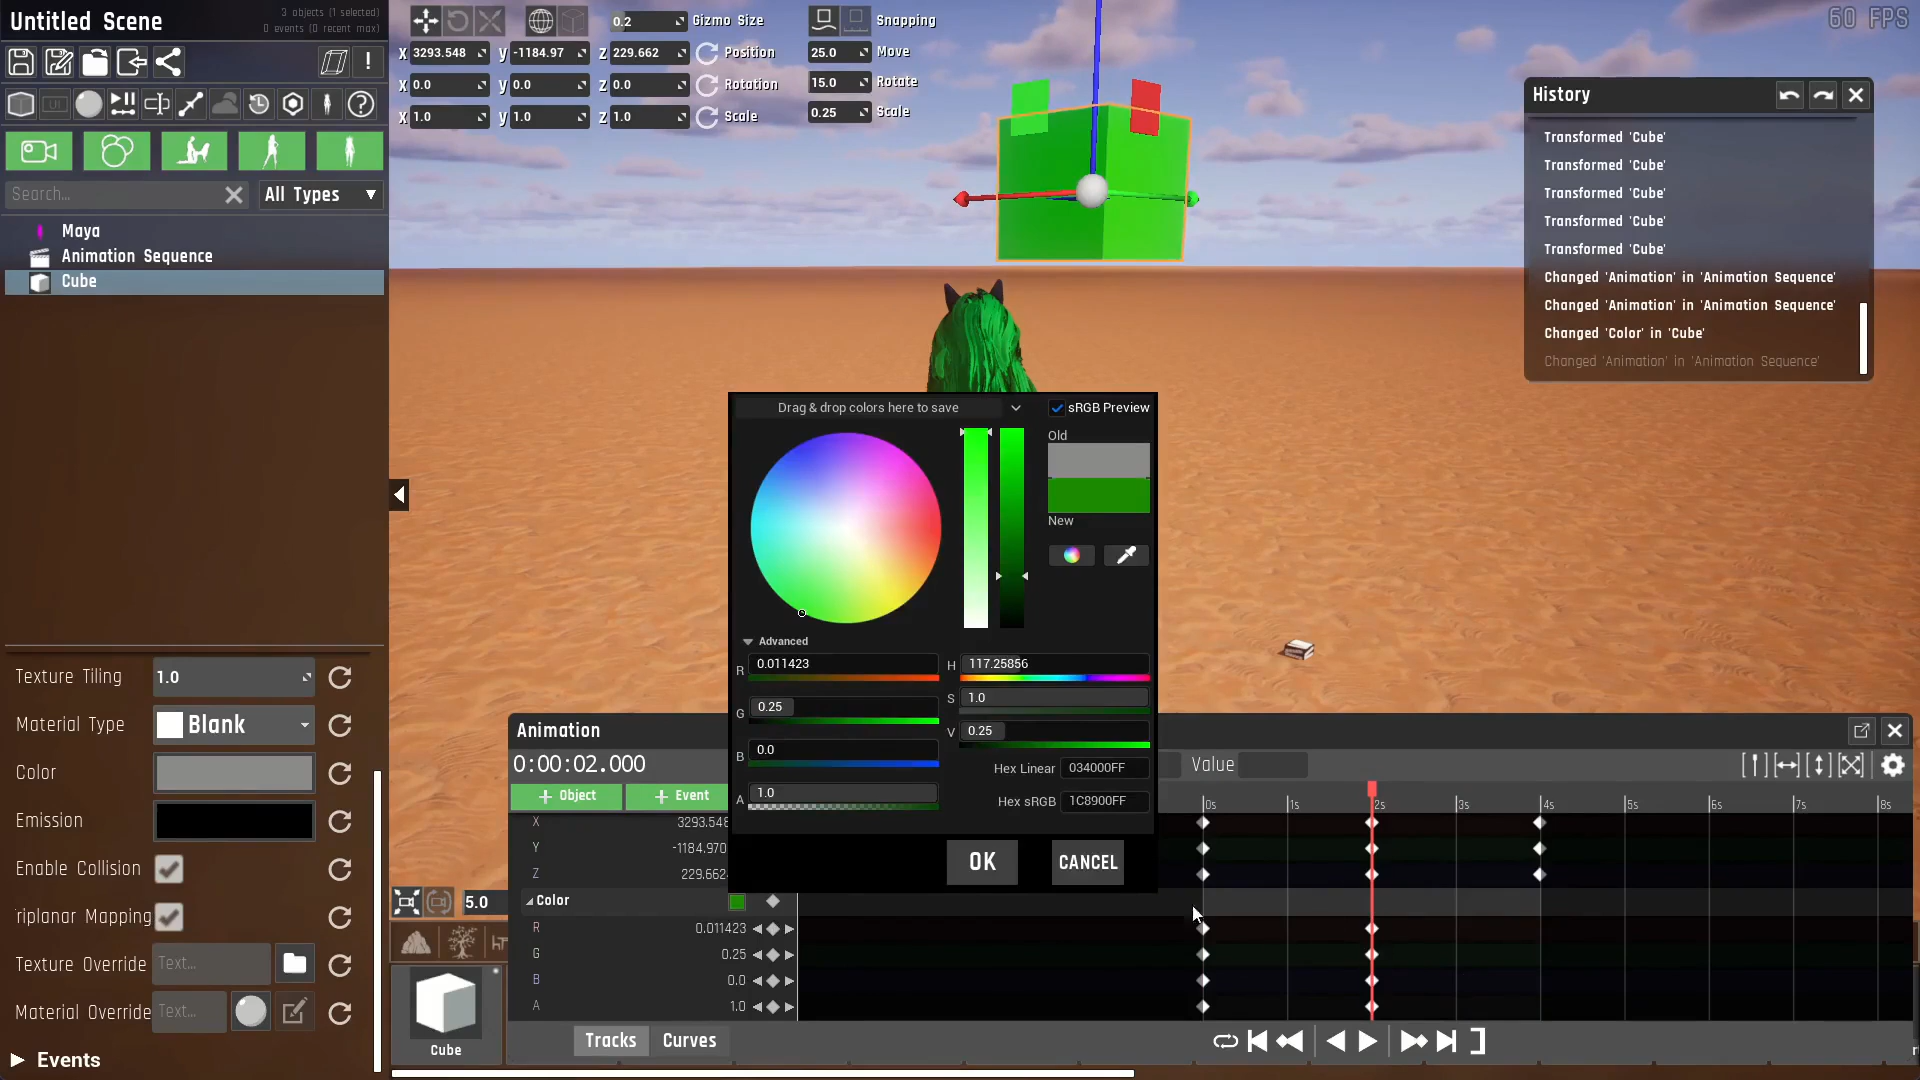 Untitled Scene
3 objects (1 selected)
0 events (0 recent max)
Search...
All Types
Maya
Animation Sequence
Cube
Texture Tiling
1.0
Material Type
Blank
Color
Emission
Enable Collision
riplanar Mapping
Texture Override
Text...
Material Override
Text...
Events
0.2
Gizmo Size
Snapping
X 3293.548
y -1184.97
Z 229.662
Position
25.0
Move
X 0.0
y 0.0
Z 0.0
Rotation
15.0
Rotate
X 1.0
y 1.0
Z 1.0
Scale
0.25
Scale
60 FPS
History
Transformed 'Cube'
Transformed 'Cube'
Transformed 'Cube'
Transformed 'Cube'
Transformed 'Cube'
Changed 'Animation' in 'Animation Sequence'
Changed 'Animation' in 'Animation Sequence'
Changed 'Color' in 'Cube'
Changed 'Animation' in 'Animation Sequence'
Drag & drop colors here to save
sRGB Preview
Old
New
Advanced
R 0.011423
G 0.25
B 0.0
A 1.0
H 117.25856
S 1.0
V 0.25
Hex Linear 034000FF
Hex sRGB 1C8900FF
OK
CANCEL
5.0
Cube
Animation
0:00:02.000
+ Object
+ Event
Value
0s 1s 2s 3s 4s 5s 6s 7s 8s
X 3293.548
Y -1184.970
Z 229.662
Color
R 0.011423
G 0.25
B 0.0
A 1.0
Tracks
Curves